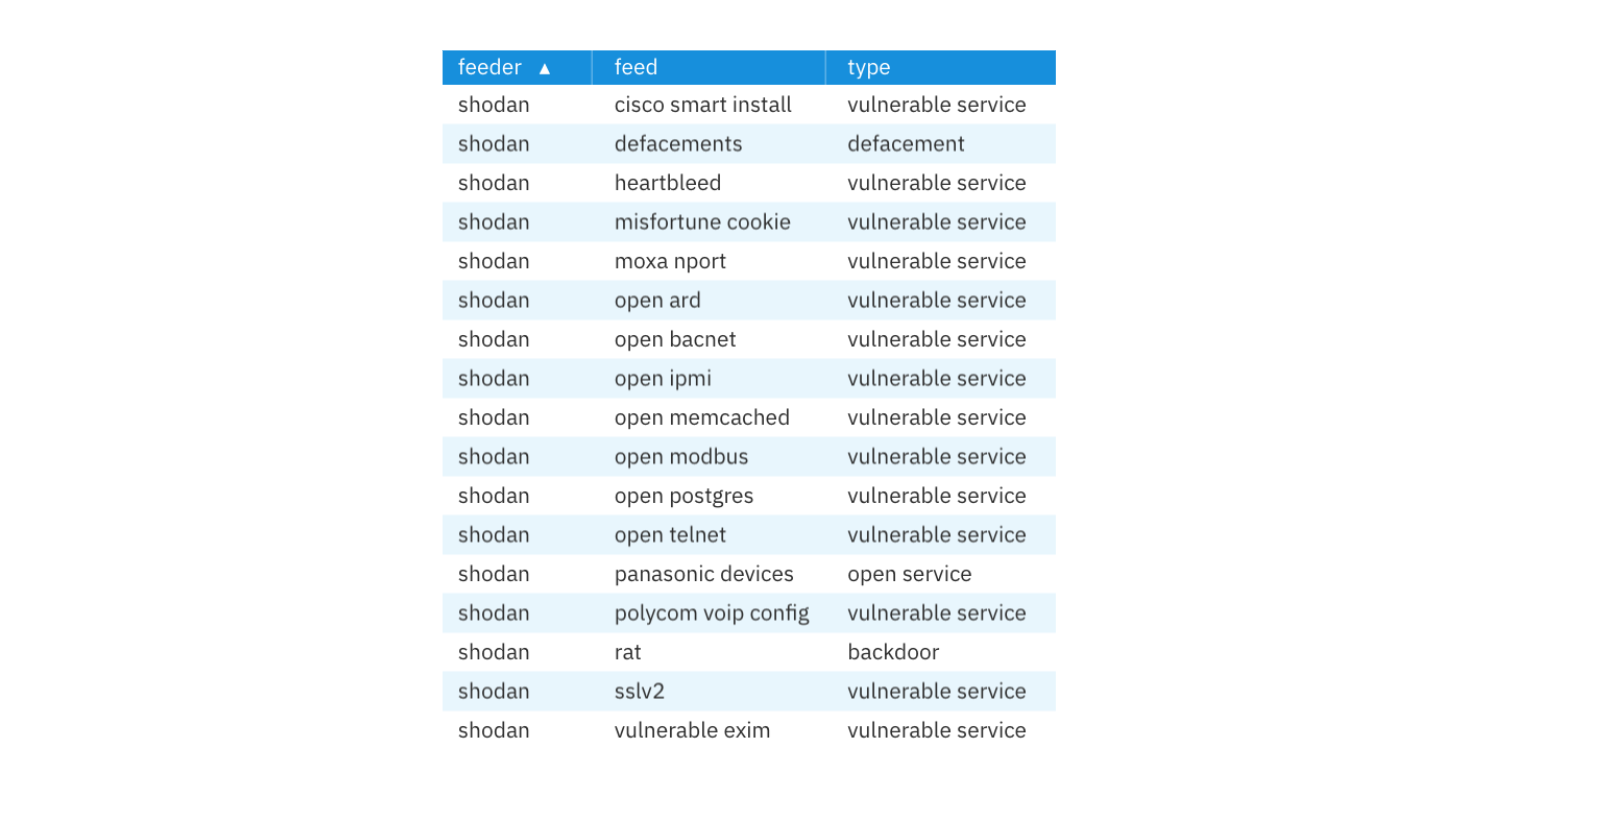 feeder ▲ feed type
shodan cisco smart install vulnerable service
shodan defacements defacement
shodan heartbleed vulnerable service
shodan misfortune cookie vulnerable service
shodan moxa nport vulnerable service
shodan open ard vulnerable service
shodan open bacnet vulnerable service
shodan open ipmi vulnerable service
shodan open memcached vulnerable service
shodan open modbus vulnerable service
shodan open postgres vulnerable service
shodan open telnet vulnerable service
shodan panasonic devices open service
shodan polycom voip config vulnerable service
shodan rat backdoor
shodan sslv2 vulnerable service
shodan vulnerable exim vulnerable service